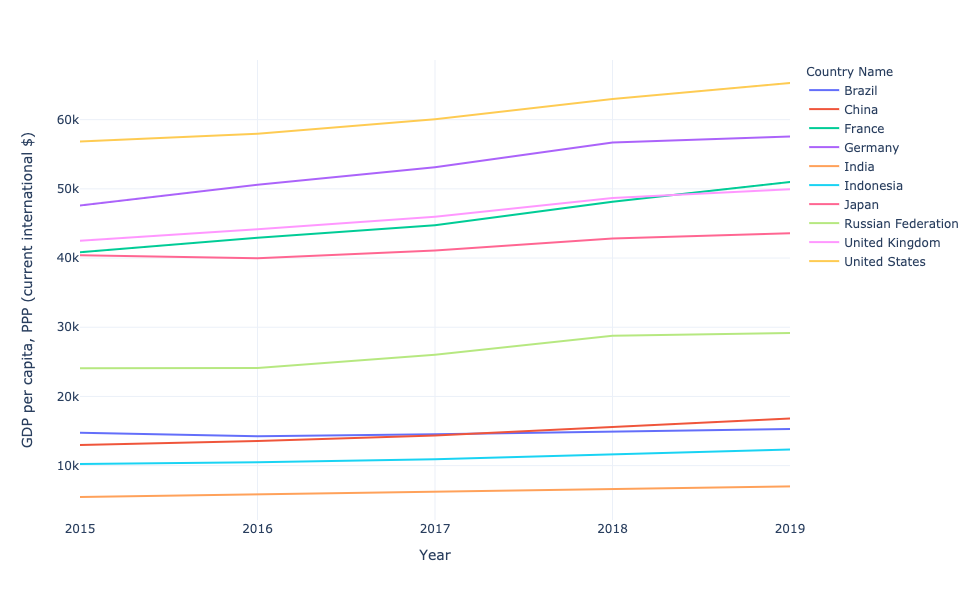 GDP per capita, PPP (current international $)
60k
50k
40k
30k
20k
10k
2015
2016
2017
2018
2019
Year
Country Name
Brazil
China
France
Germany
India
Indonesia
Japan
Russian Federation
United Kingdom
United States